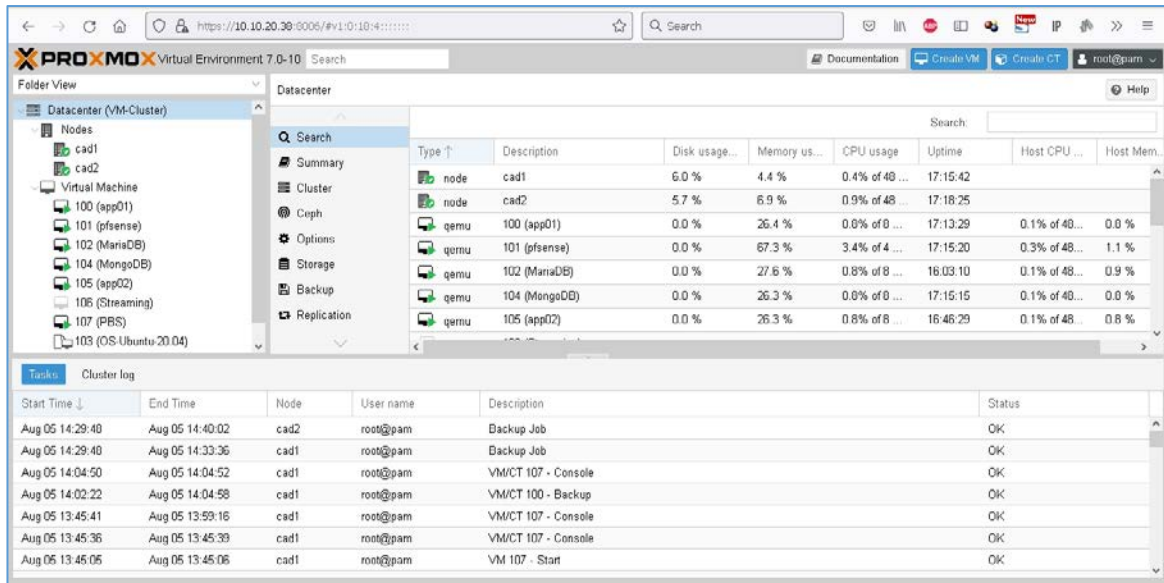 https://10.10.20.38:8006/#v1:0:18:4::::::: Search New IP
PROXMOX Virtual Environment 7.0-10 Search Documentation Create VM Create CT root@pam
Folder View Datacenter Help
Datacenter (VM-Cluster)
Nodes
cad1
cad2
Virtual Machine
100 (app01)
101 (pfsense)
102 (MariaDB)
104 (MongoDB)
105 (app02)
106 (Streaming)
107 (PBS)
103 (OS-Ubuntu-20.04)
Search
Summary
Cluster
Ceph
Options
Storage
Backup
Replication
Search:
Type Description Disk usage... Memory us... CPU usage Uptime Host CPU ... Host Mem...
node cad1 6.0 % 4.4 % 0.4% of 48 ... 17:15:42
node cad2 5.7 % 6.9 % 0.9% of 48 ... 17:18:25
qemu 100 (app01) 0.0 % 26.4 % 0.8% of 8 ... 17:13:29 0.1% of 48... 0.8 %
qemu 101 (pfsense) 0.0 % 67.3 % 3.4% of 4 ... 17:15:20 0.3% of 48... 1.1 %
qemu 102 (MariaDB) 0.0 % 27.6 % 0.8% of 8 ... 16:03:10 0.1% of 48... 0.9 %
qemu 104 (MongoDB) 0.0 % 26.3 % 0.8% of 8 ... 17:15:15 0.1% of 48... 0.8 %
qemu 105 (app02) 0.0 % 26.3 % 0.8% of 8 ... 16:46:29 0.1% of 48... 0.8 %
Tasks Cluster log
Start Time End Time Node User name Description Status
Aug 05 14:29:48 Aug 05 14:40:02 cad2 root@pam Backup Job OK
Aug 05 14:29:48 Aug 05 14:33:36 cad1 root@pam Backup Job OK
Aug 05 14:04:50 Aug 05 14:04:52 cad1 root@pam VM/CT 107 - Console OK
Aug 05 14:02:22 Aug 05 14:04:58 cad1 root@pam VM/CT 100 - Backup OK
Aug 05 13:45:41 Aug 05 13:59:16 cad1 root@pam VM/CT 107 - Console OK
Aug 05 13:45:36 Aug 05 13:45:39 cad1 root@pam VM/CT 107 - Console OK
Aug 05 13:45:05 Aug 05 13:45:06 cad1 root@pam VM 107 - Start OK